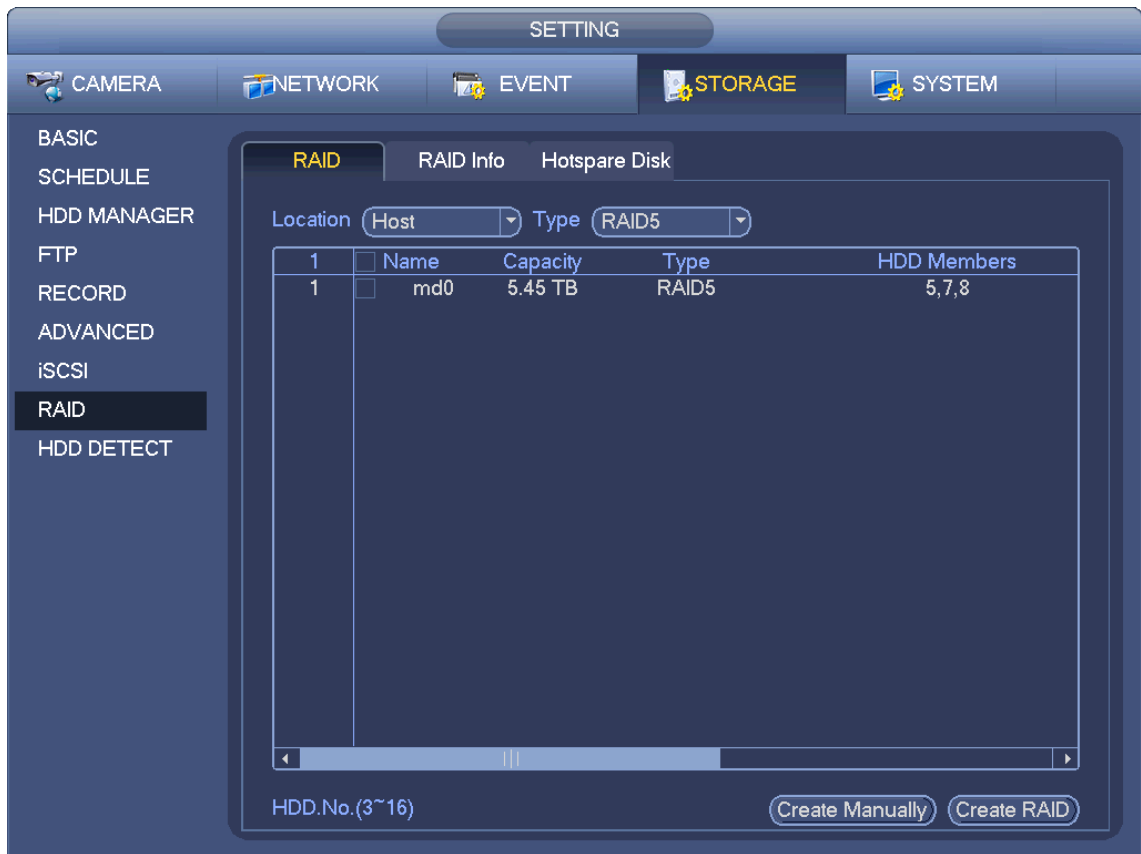 SETTING
CAMERA NETWORK EVENT STORAGE SYSTEM
BASIC
SCHEDULE
HDD MANAGER
FTP
RECORD
ADVANCED
iSCSI
RAID
HDD DETECT
RAID RAID Info Hotspare Disk
Location Host Type RAID5
1 Name Capacity Type HDD Members
1 md0 5.45 TB RAID5 5,7,8
HDD.No.(3~16) Create Manually Create RAID